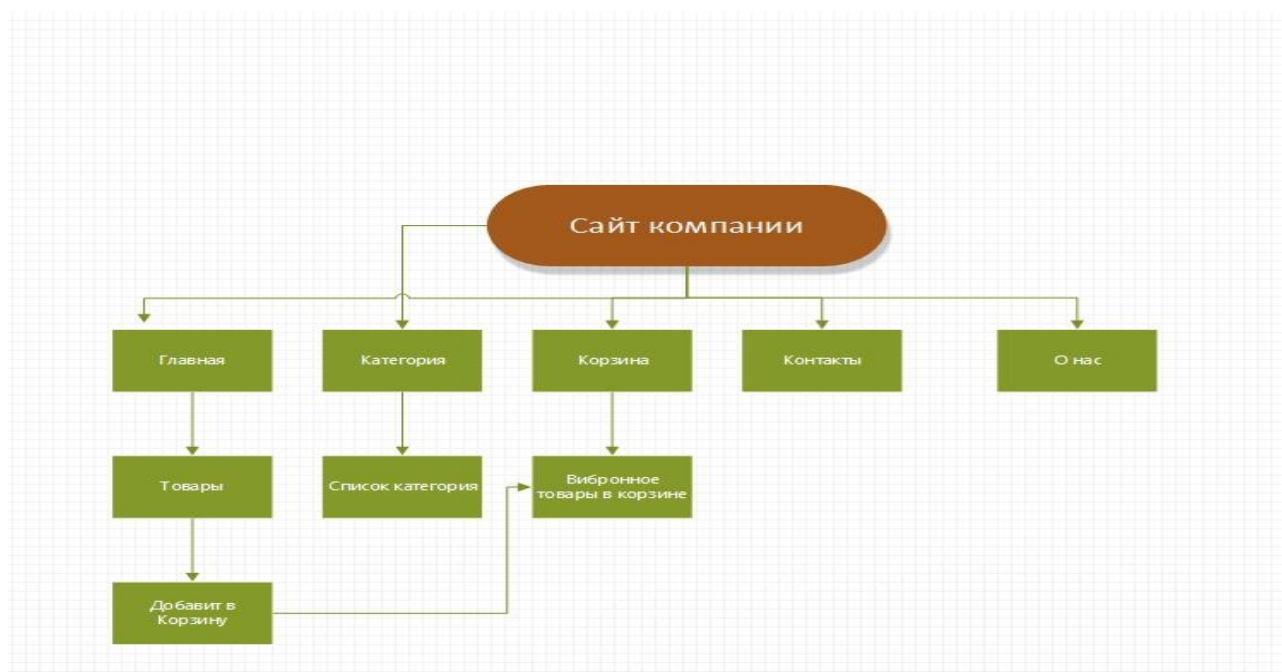 Сайт компании
Главная
Категория
Корзина
Контакты
О нас
Товары
Список категория
Вибронное
товары в корзине
Добавит в
Корзину